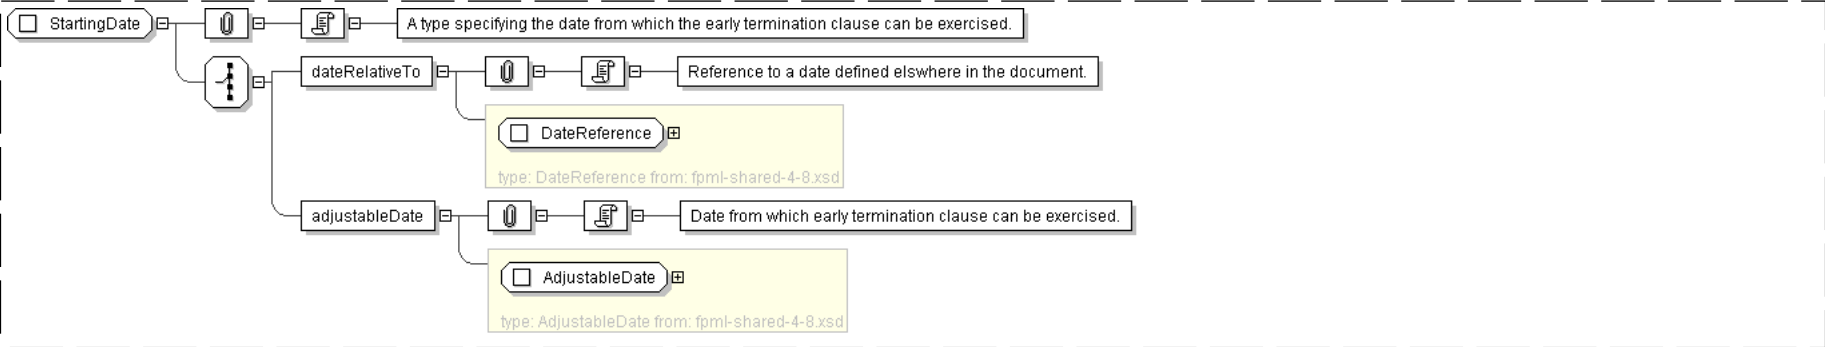 StartingDate
A type specifying the date from which the early termination clause can be exercised.
dateRelativeTo
Reference to a date defined elswhere in the document.
DateReference
type: DateReference from: fpml-shared-4-8.xsd
adjustableDate
Date from which early termination clause can be exercised.
AdjustableDate
type: AdjustableDate from: fpml-shared-4-8.xsd